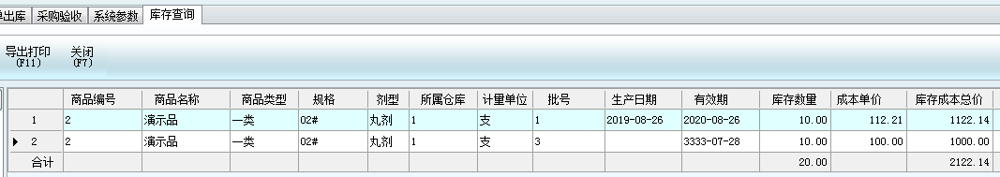 单出库 采购验收 系统参数 库存查询
导出打印 关闭
(F11) (F7)
商品编号 商品名称 商品类型 规格 剂型 所属仓库 计量单位 批号 生产日期 有效期 库存数量 成本单价 库存成本总价
1 2 演示品 一类 02# 丸剂 1 支 1 2019-08-26 2020-08-26 10.00 112.21 1122.14
2 2 演示品 一类 02# 丸剂 1 支 3 3333-07-28 10.00 100.00 1000.00
合计 20.00 2122.14